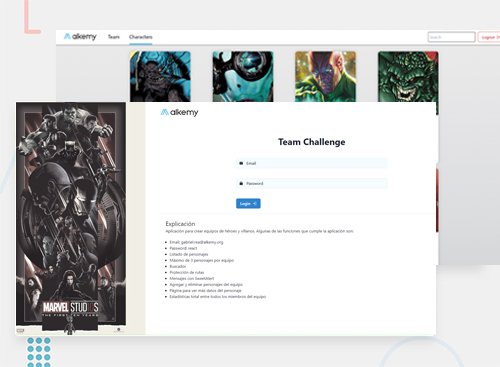 alkemy Team Characters Search Logout
alkemy
Team Challenge
Email
Password
Login
Explicación
Aplicación para crear equipos de héroes y villanos. Algunas de las funciones que cumple la aplicación son:
Email: gabriel.rea@alkemy.org
Password: react
Listado de personajes
Máximo de 3 personajes por equipo
Buscador
Protección de rutas
Mensajes con SweetAlert
Agregar y eliminar personajes del equipo
Página para ver más datos del personaje
Estadísticas total entre todos los miembros del equipo
MARVEL STUDIOS
THE FIRST TEN YEARS